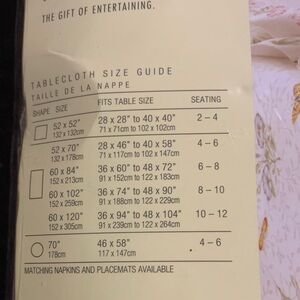 THE GIFT OF ENTERTAINING.
TABLECLOTH SIZE GUIDE
TAILLE DE LA NAPPE
SHAPE SIZE FITS TABLE SIZE SEATING
52 x 52" 28 x 28" to 40 x 40" 2 – 4
132 x 132cm 71 x 71cm to 102 x 102cm
52 x 70" 28 x 46" to 40 x 58" 4 – 6
132 x 178cm 71 x 117cm to 102 x 147cm
60 x 84" 36 x 60" to 48 x 72" 6 – 8
152 x 213cm 91 x 152cm to 122 x 183cm
60 x 102" 36 x 74" to 48 x 90" 8 – 10
152 x 259cm 91 x 188cm to 122 x 229cm
60 x 120" 36 x 94" to 48 x 104" 10 – 12
152 x 305cm 91 x 239cm to 122 x 264cm
70" 46 x 58" 4 – 6
178cm 117 x 147cm
MATCHING NAPKINS AND PLACEMATS AVAILABLE